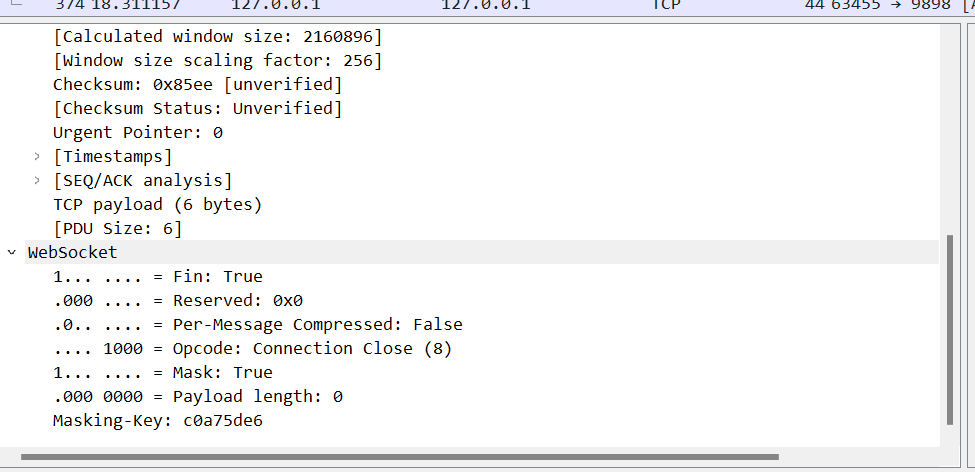 374 18.311157 127.0.0.1 127.0.0.1 TCP 44 63455 → 9898 [A
[Calculated window size: 2160896]
[Window size scaling factor: 256]
Checksum: 0x85ee [unverified]
[Checksum Status: Unverified]
Urgent Pointer: 0
[Timestamps]
[SEQ/ACK analysis]
TCP payload (6 bytes)
[PDU Size: 6]
WebSocket
1... .... = Fin: True
.000 .... = Reserved: 0x0
.0.. .... = Per-Message Compressed: False
.... 1000 = Opcode: Connection Close (8)
1... .... = Mask: True
.000 0000 = Payload length: 0
Masking-Key: c0a75de6